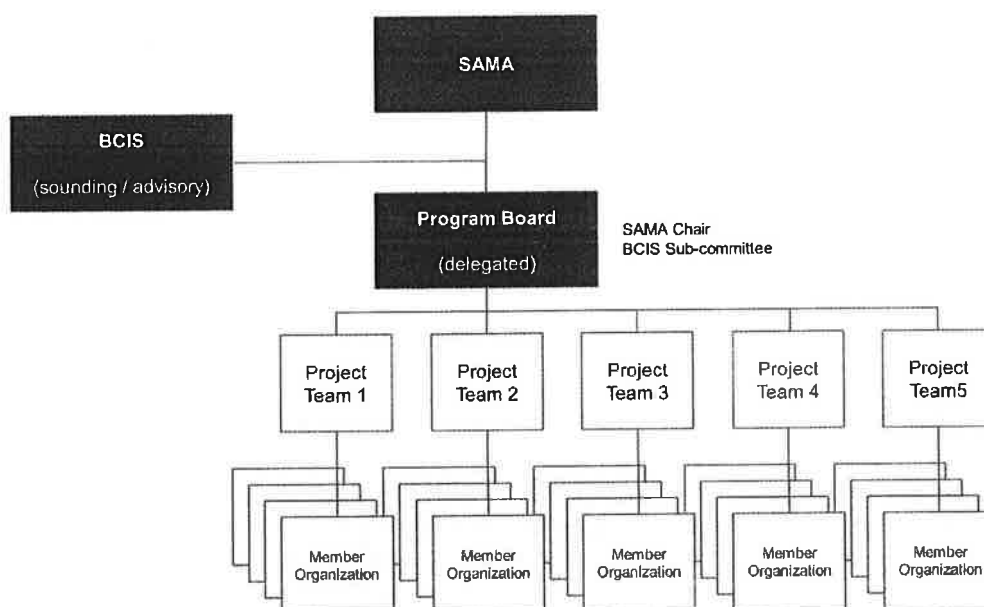 SAMA
BCIS
(sounding / advisory)
Program Board
(delegated)
SAMA Chair
BCIS Sub-committee
Project
Team 1
Project
Team 2
Project
Team 3
Project
Team 4
Project
Team5
Member
Organization
Member
Organization
Member
Organization
Member
Organization
Member
Organization